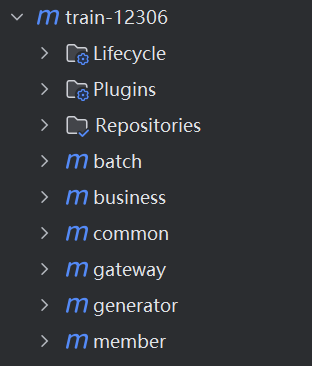 train-12306
Lifecycle
Plugins
Repositories
batch
business
common
gateway
generator
member